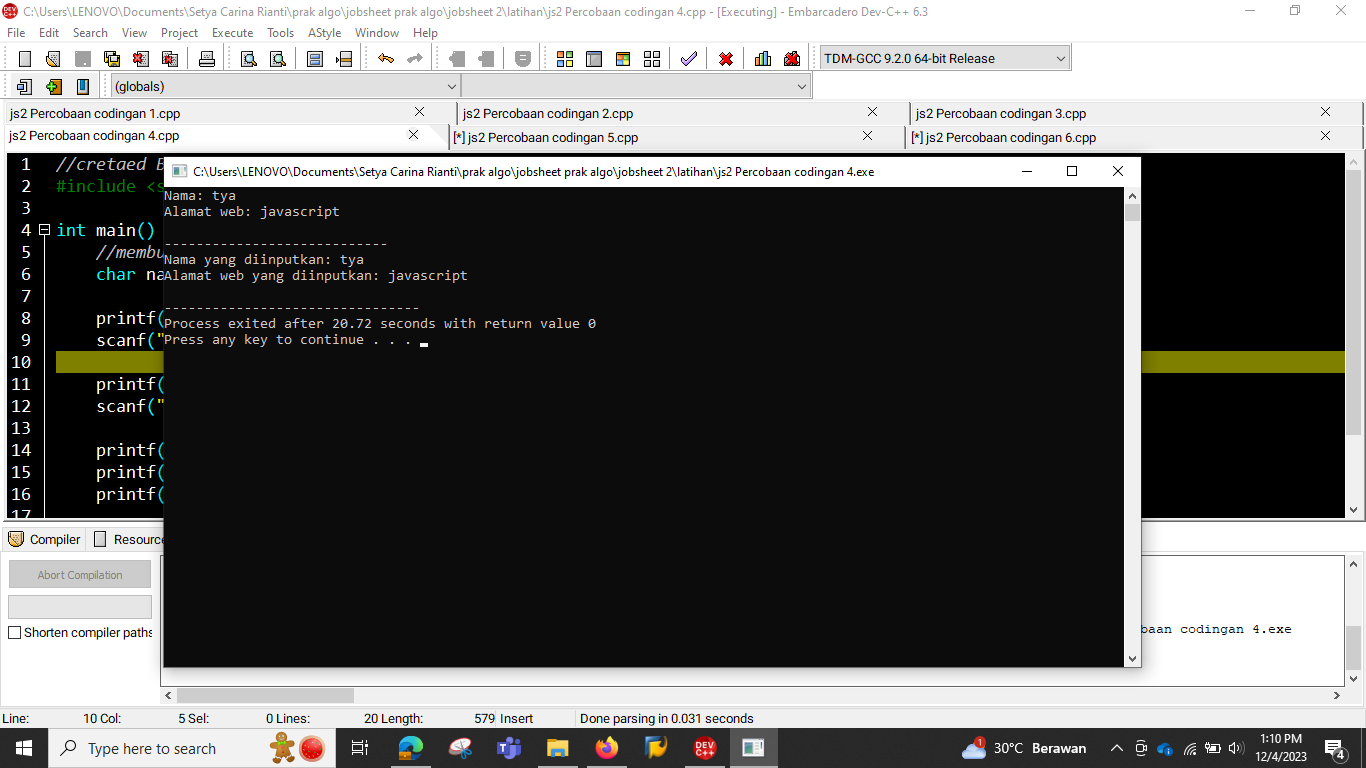 C:\Users\LENOVO\Documents\Setya Carina Rianti\prak algo\jobsheet prak algo\jobsheet 2\latihan\js2 Percobaan codingan 4.cpp - [Executing] - Embarcadero Dev-C++ 6.3
File Edit Search View Project Execute Tools AStyle Window Help
TDM-GCC 9.2.0 64-bit Release
(globals)
js2 Percobaan codingan 1.cpp js2 Percobaan codingan 2.cpp js2 Percobaan codingan 3.cpp
js2 Percobaan codingan 4.cpp [*] js2 Percobaan codingan 5.cpp [*] js2 Percobaan codingan 6.cpp
1 //cretaed B
2 #include <s
3
4 int main()
5 //membu
6 char na
7
8 printf(
9 scanf("
10
11 printf(
12 scanf("
13
14 printf(
15 printf(
16 printf(
17
C:\Users\LENOVO\Documents\Setya Carina Rianti\prak algo\jobsheet prak algo\jobsheet 2\latihan\js2 Percobaan codingan 4.exe
Nama: tya
Alamat web: javascript
----------------------------
Nama yang diinputkan: tya
Alamat web yang diinputkan: javascript
--------------------------------
Process exited after 20.72 seconds with return value 0
Press any key to continue . . .
Compiler Resource
Abort Compilation
Shorten compiler paths
baan codingan 4.exe
Line: 10 Col: 5 Sel: 0 Lines: 20 Length: 579 Insert Done parsing in 0.031 seconds
Type here to search
DEV C++
1
30°C Berawan
1:10 PM
12/4/2023
4